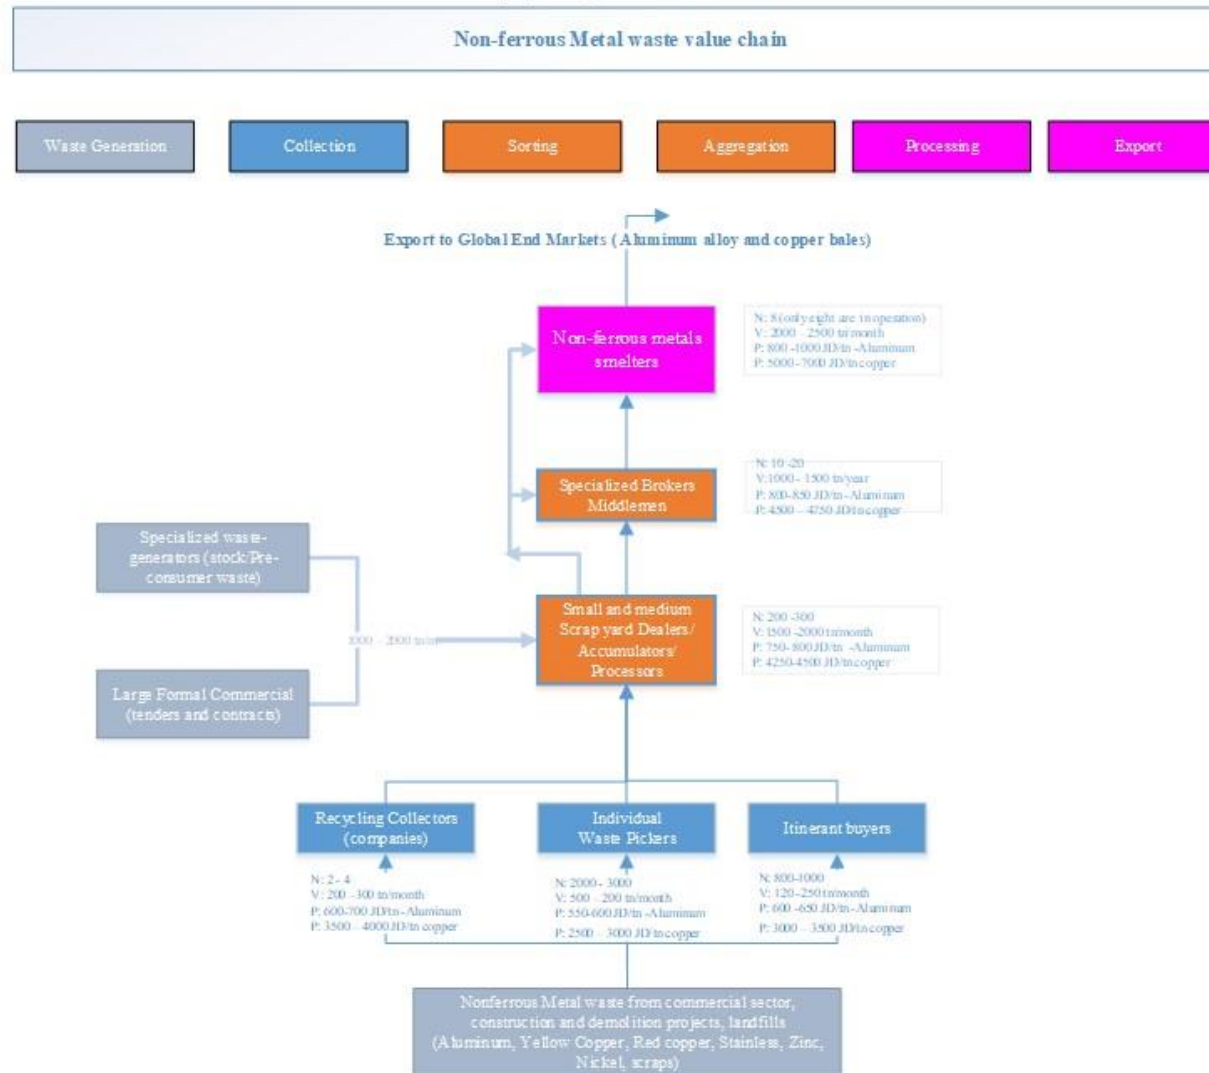 Non-ferrous Metal waste value chain
Waste Generation
Collection
Sorting
Aggregation
Processing
Export
Export to Global End Markets (Aluminum alloy and copper bales)
Non-ferrous metals
smelters
N: 8 (only eight are in operation)
V: 2000 – 2500 tn/month
P: 800 -1000 JD/tn -Aluminum
P: 5000-7000 JD/tn copper
Specialized Brokers
Middlemen
N: 10 -20
V:1000 – 1500 tn/year
P: 800-850 JD/tn -Aluminum
P: 4500 – 4750 JD/tn copper
Specialized waste-
generators (stock/Pre-
consumer waste)
Small and medium
Scrap yard Dealers/
Accumulators/
Processors
N: 200 -300
V: 1500 -2000 tn/month
P: 750- 800 JD/tn -Aluminum
P: 4250-4500 JD/tn copper
Large Formal Commercial
(tenders and contracts)
Recycling Collectors
(companies)
Individual
Waste Pickers
Itinerant buyers
N: 2 - 4
V: 200 – 300 tn/month
P: 600-700 JD/tn -Aluminum
P: 3500 – 4000 JD/tn copper
N: 2000 - 3000
V: 500 – 200 tn/month
P: 550-600 JD/tn -Aluminum
P: 2500 – 3000 JD/tn copper
N: 800-1000
V: 120 -250 tn/month
P: 600 -650 JD/tn -Aluminum
P: 3000 – 3500 JD/tn copper
Nonferrous Metal waste from commercial sector,
construction and demolition projects, landfills
(Aluminum, Yellow Copper, Red copper, Stainless, Zinc,
Nickel, scraps)